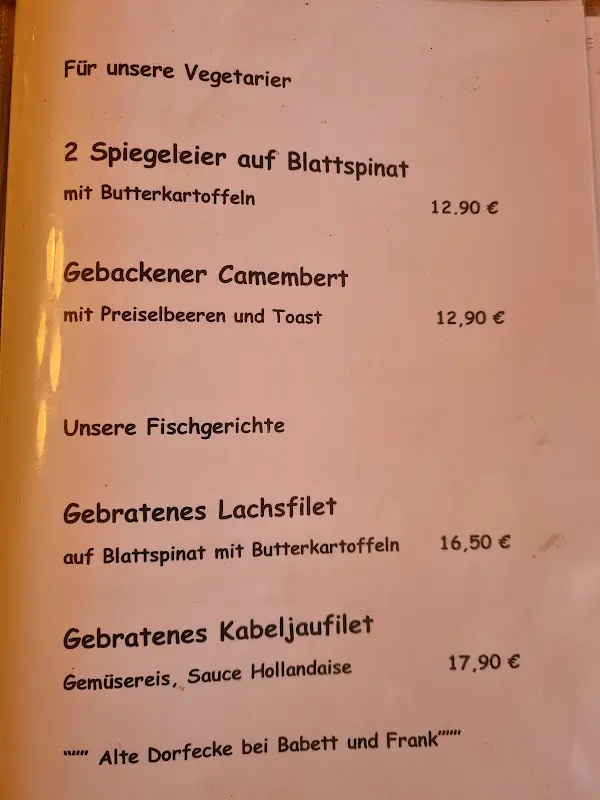 Für unsere Vegetarier
2 Spiegeleier auf Blattspinat
mit Butterkartoffeln 12.90 €
Gebackener Camembert
mit Preiselbeeren und Toast 12,90 €
Unsere Fischgerichte
Gebratenes Lachsfilet
auf Blattspinat mit Butterkartoffeln 16,50 €
Gebratenes Kabeljaufilet
Gemüsereis, Sauce Hollandaise 17,90 €
""" Alte Dorfecke bei Babett und Frank"""